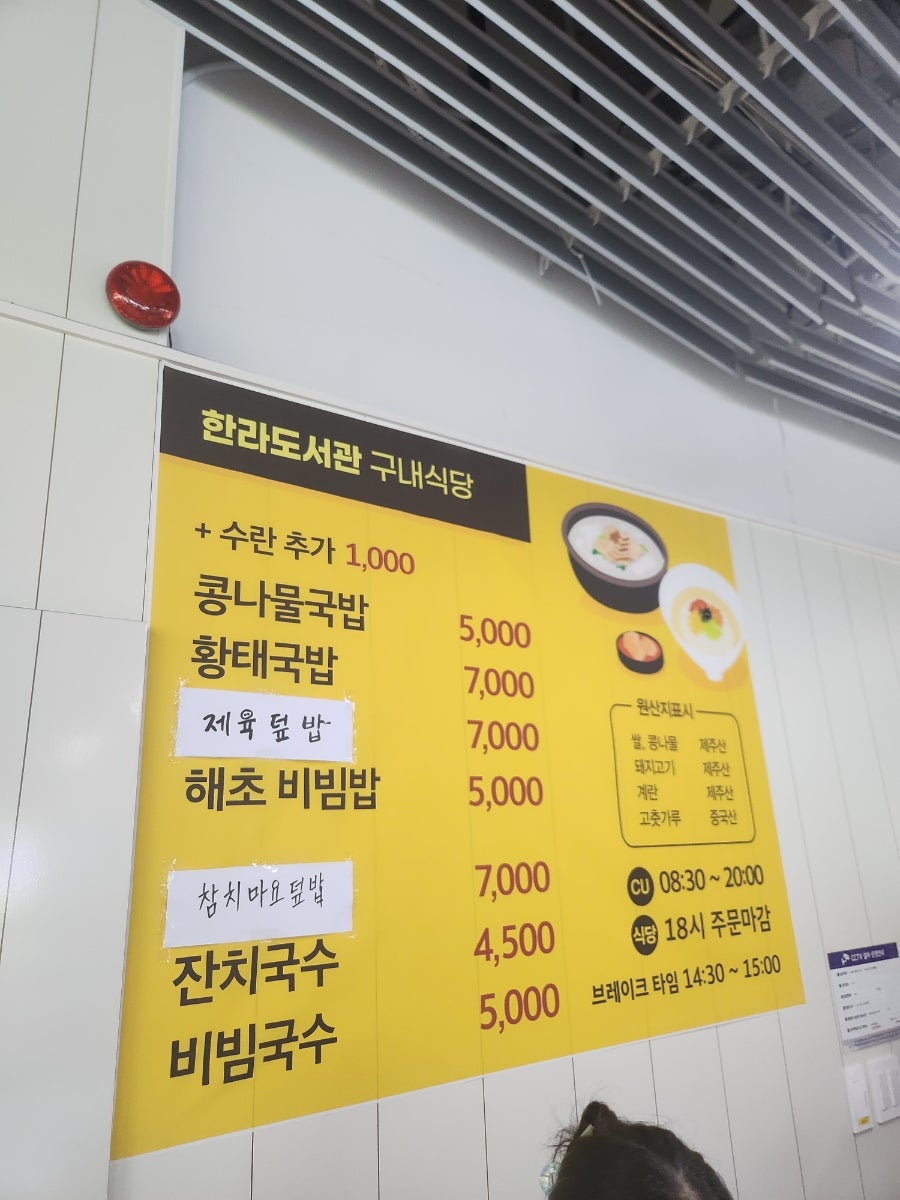 한라도서관 구내식당
+ 수란 추가 1,000
콩나물국밥 5,000
황태국밥 7,000
제육덮밥 7,000
해초 비빔밥 5,000
참치마요덮밥 7,000
잔치국수 4,500
비빔국수 5,000
원산지표시
쌀, 콩나물 제주산
돼지고기 제주산
계란 제주산
고춧가루 중국산
CU 08:30 ~ 20:00
식당 18시 주문마감
브레이크 타임 14:30 ~ 15:00